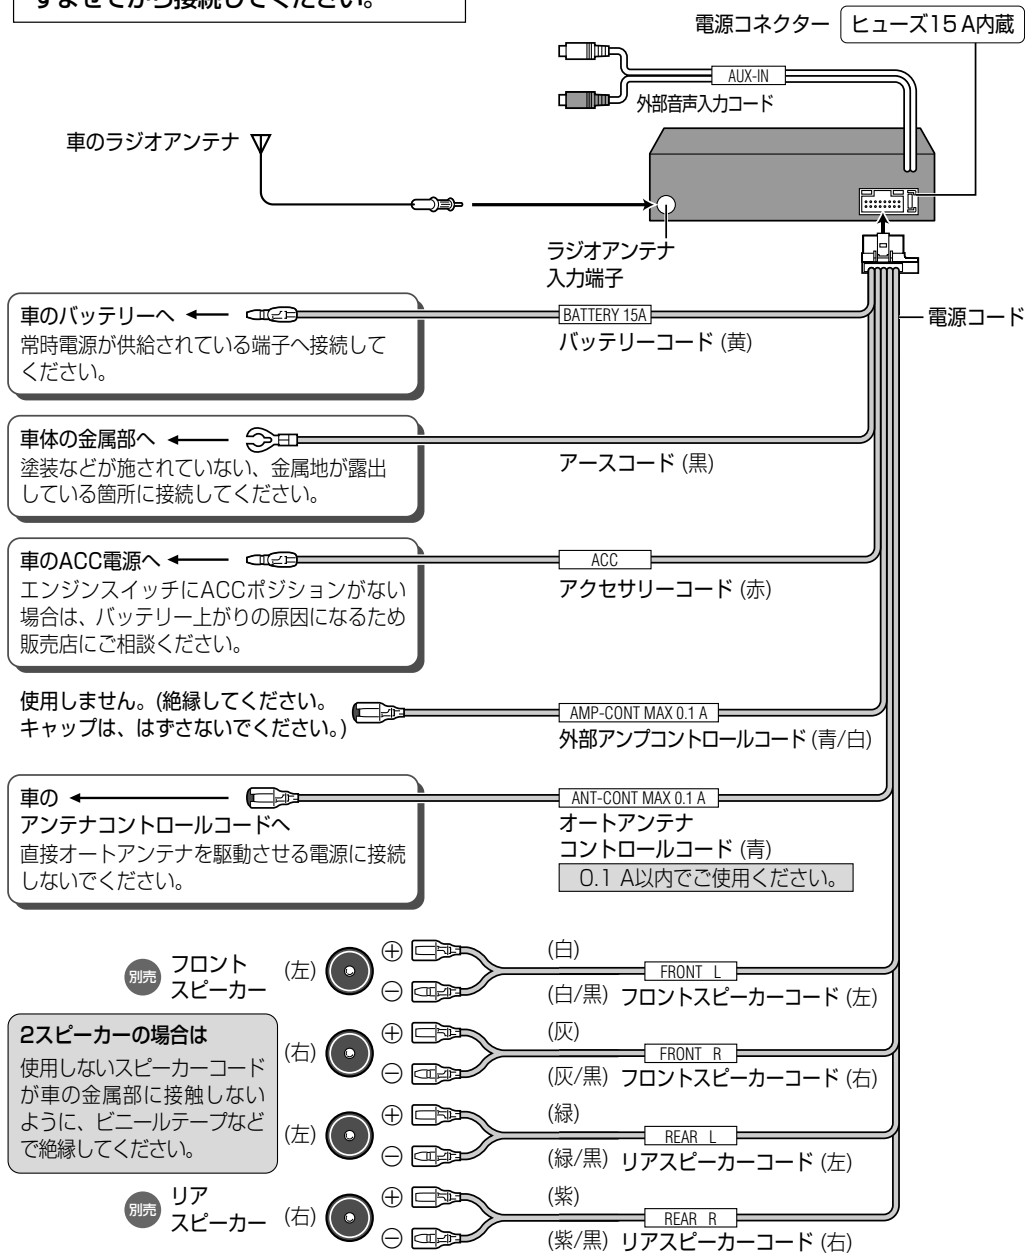 すませてから接続してください。
電源コネクター
ヒューズ15A内蔵
AUX-IN
外部音声入力コード
車のラジオアンテナ
ラジオアンテナ
入力端子
電源コード
車のバッテリーへ
常時電源が供給されている端子へ接続して
ください。
BATTERY 15A
バッテリーコード (黄)
車体の金属部へ
塗装などが施されていない、金属地が露出
している箇所に接続してください。
アースコード (黒)
車のACC電源へ
エンジンスイッチにACCポジションがない
場合は、バッテリー上がりの原因になるため
販売店にご相談ください。
ACC
アクセサリーコード (赤)
使用しません。(絶縁してください。
キャップは、はずさないでください。)
AMP-CONT MAX 0.1 A
外部アンプコントロールコード (青/白)
車の
アンテナコントロールコードへ
直接オートアンテナを駆動させる電源に接続
しないでください。
ANT-CONT MAX 0.1 A
オートアンテナ
コントロールコード (青)
0.1 A以内でご使用ください。
別売
フロント
スピーカー
(左)
⊕
⊖
(白)
(白/黒)
FRONT L
フロントスピーカーコード (左)
2スピーカーの場合は
使用しないスピーカーコード
が車の金属部に接触しない
ように、ビニールテープなど
で絶縁してください。
(右)
⊕
⊖
(灰)
(灰/黒)
FRONT R
フロントスピーカーコード (右)
(左)
⊕
⊖
(緑)
(緑/黒)
REAR L
リアスピーカーコード (左)
別売
リア
スピーカー
(右)
⊕
⊖
(紫)
(紫/黒)
REAR R
リアスピーカーコード (右)